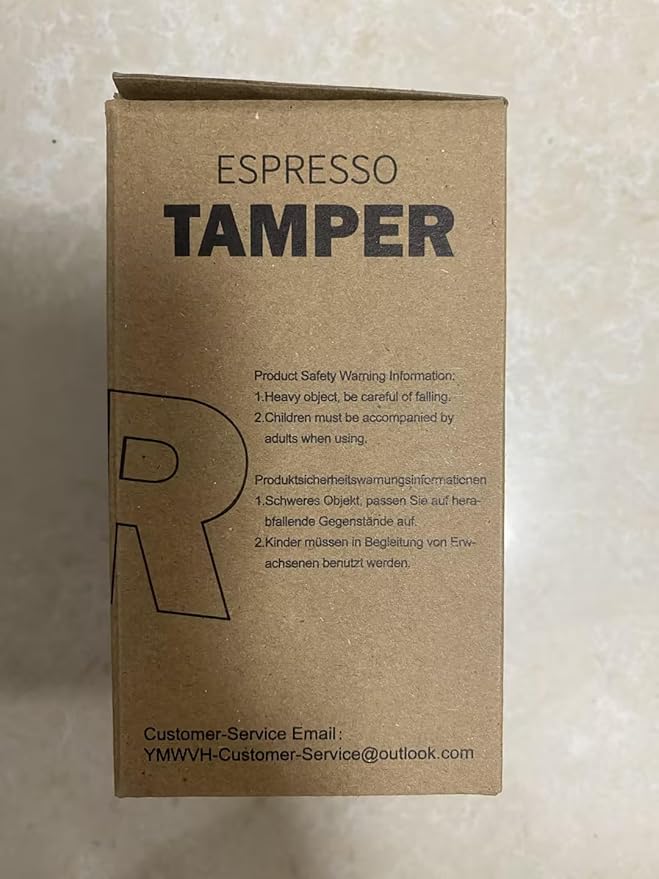 ESPRESSO
TAMPER
Product Safety Warning Information:
1.Heavy object, be careful of falling.
2.Children must be accompanied by
adults when using.
R
Produktsicherheitswarnungsinformationen
1.Schweres Objekt, passen Sie auf hera-
bfallende Gegenstände auf.
2.Kinder müssen in Begleitung von Erw-
achsenen benutzt werden.
Customer-Service Email:
YMWVH-Customer-Service@outlook.com